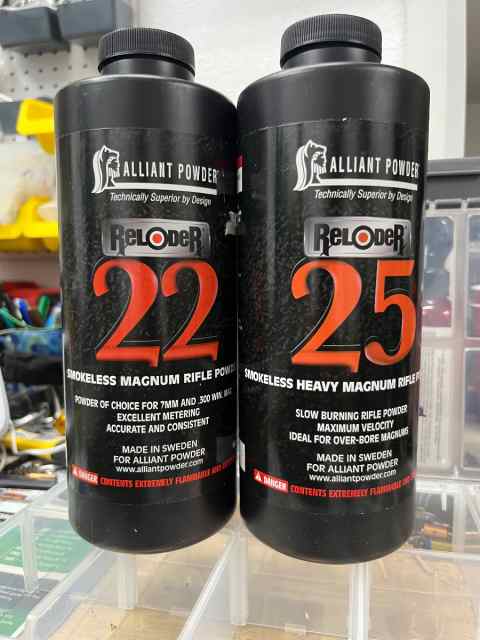 ALLIANT POWDER
Technically Superior by Design
RELODER
22
SMOKELESS MAGNUM RIFLE POWDER
POWDER OF CHOICE FOR 7MM AND .300 WIN. MAG
EXCELLENT METERING
ACCURATE AND CONSISTENT
MADE IN SWEDEN
FOR ALLIANT POWDER
www.alliantpowder.com
DANGER CONTENTS EXTREMELY FLAMMABLE AND
ALLIANT POWDER
Technically Superior by Design
RELODER
25
SMOKELESS HEAVY MAGNUM RIFLE
SLOW BURNING RIFLE POWDER
MAXIMUM VELOCITY
IDEAL FOR OVER-BORE MAGNUMS
MADE IN SWEDEN
FOR ALLIANT POWDER
www.alliantpowder.com
DANGER CONTENTS EXTREMELY FLAMMABLE